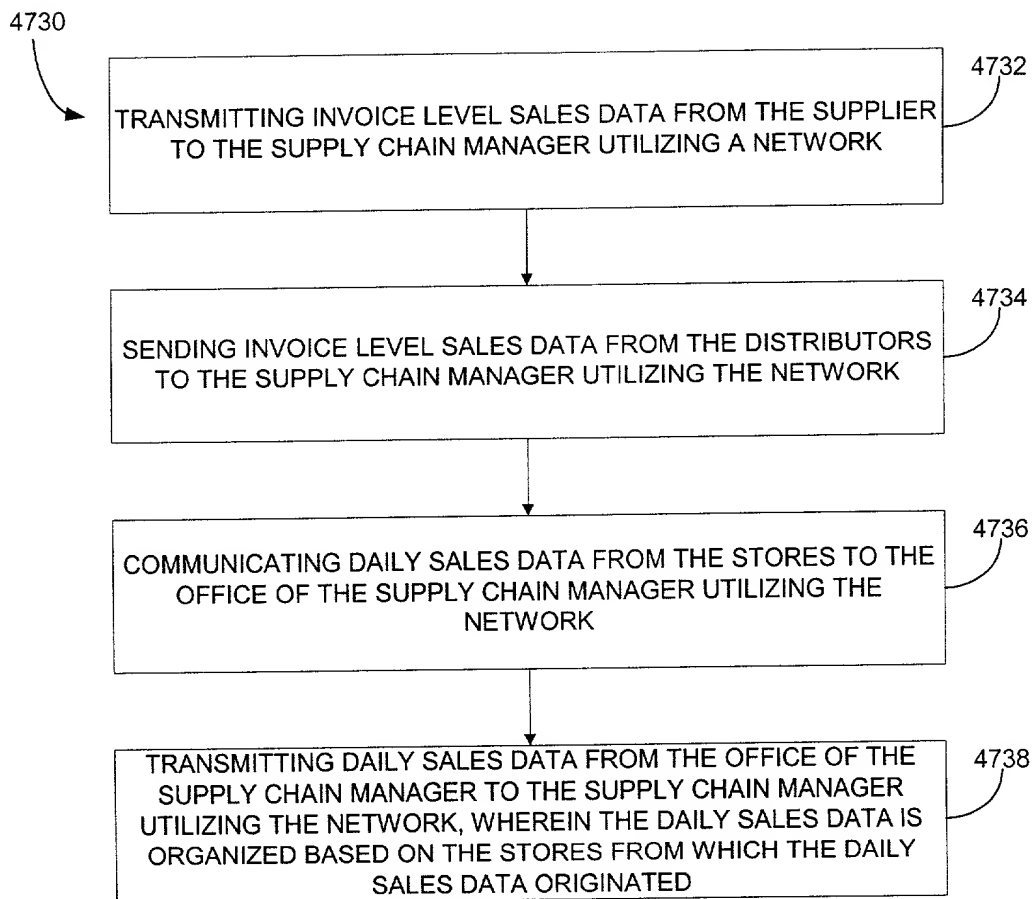 4730
4732
TRANSMITTING INVOICE LEVEL SALES DATA FROM THE SUPPLIER
TO THE SUPPLY CHAIN MANAGER UTILIZING A NETWORK
4734
SENDING INVOICE LEVEL SALES DATA FROM THE DISTRIBUTORS
TO THE SUPPLY CHAIN MANAGER UTILIZING THE NETWORK
4736
COMMUNICATING DAILY SALES DATA FROM THE STORES TO THE
OFFICE OF THE SUPPLY CHAIN MANAGER UTILIZING THE
NETWORK
4738
TRANSMITTING DAILY SALES DATA FROM THE OFFICE OF THE
SUPPLY CHAIN MANAGER TO THE SUPPLY CHAIN MANAGER
UTILIZING THE NETWORK, WHEREIN THE DAILY SALES DATA IS
ORGANIZED BASED ON THE STORES FROM WHICH THE DAILY
SALES DATA ORIGINATED